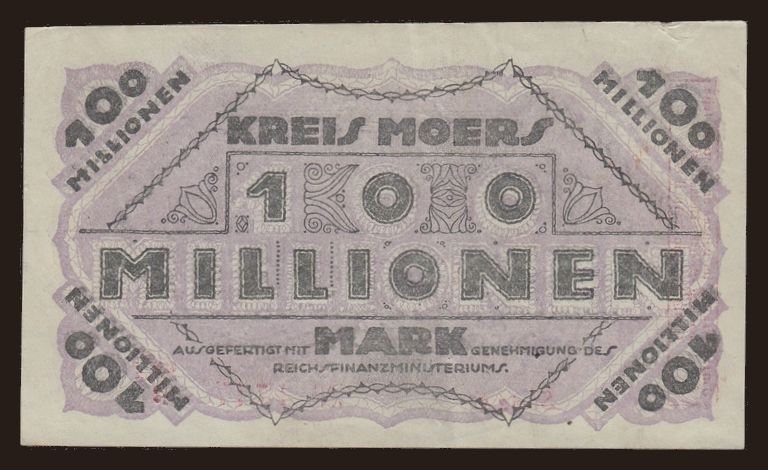 100
MILLIONEN
100
MILLIONEN
KREIS MOERS
100
MILLIONEN
MARK
AUSGEFERTIGT MIT GENEHMIGUNG DES
REICHSFINANZMINISTERIUMS.
100
MILLIONEN
100
MILLIONEN